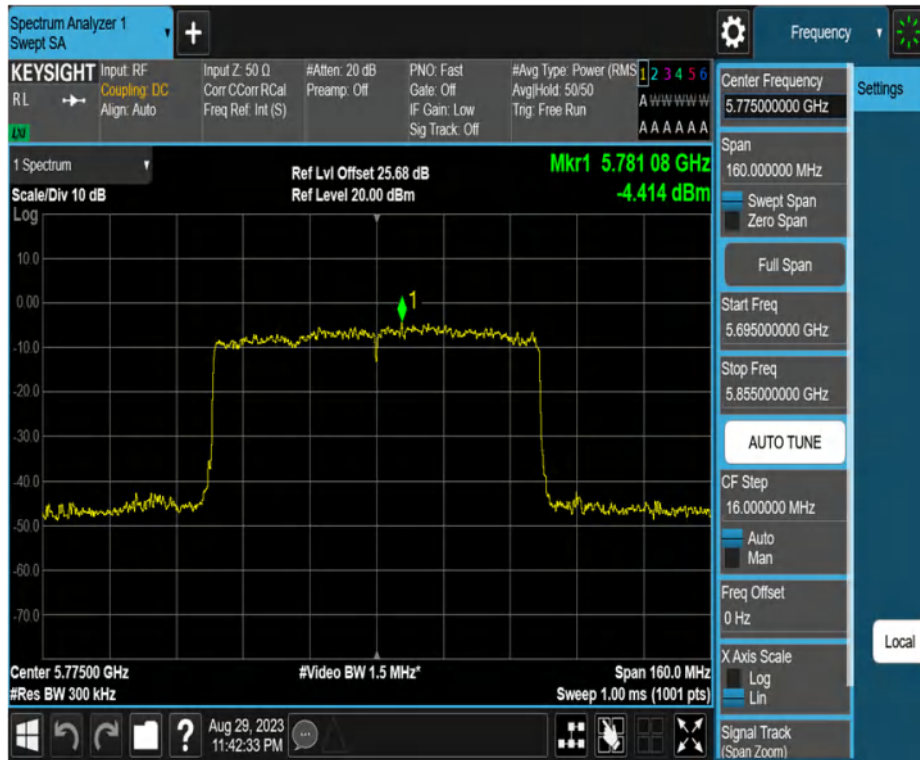 Spectrum Analyzer 1
Swept SA
+
Frequency
KEYSIGHT
RL
LXI
Input: RF
Coupling: DC
Align: Auto
Input Z: 50 Ω
Corr CCorr RCal
Freq Ref: Int (S)
#Atten: 20 dB
Preamp: Off
PNO: Fast
Gate: Off
IF Gain: Low
Sig Track: Off
#Avg Type: Power (RMS
Avg|Hold: 50/50
Trig: Free Run
1 2 3 4 5 6
A W W W W W
A A A A A A
1 Spectrum
Scale/Div 10 dB
Log
Ref Lvl Offset 25.68 dB
Ref Level 20.00 dBm
Mkr1 5.781 08 GHz
-4.414 dBm
10.0
0.00
-10.0
-20.0
-30.0
-40.0
-50.0
-60.0
-70.0
1
Center 5.77500 GHz
#Res BW 300 kHz
#Video BW 1.5 MHz*
Span 160.0 MHz
Sweep 1.00 ms (1001 pts)
?
Aug 29, 2023
11:42:33 PM
Center Frequency
5.775000000 GHz
Span
160.000000 MHz
Swept Span
Zero Span
Full Span
Start Freq
5.695000000 GHz
Stop Freq
5.855000000 GHz
AUTO TUNE
CF Step
16.000000 MHz
Auto
Man
Freq Offset
0 Hz
X Axis Scale
Log
Lin
Signal Track
(Span Zoom)
Settings
Local